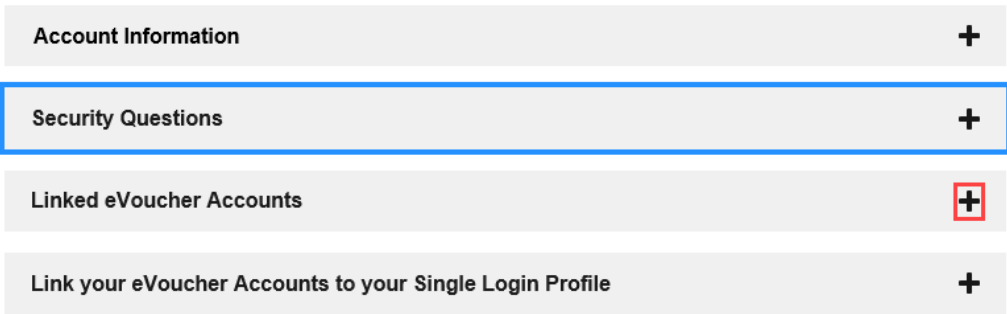 Account Information
Security Questions
Linked eVoucher Accounts
Link your eVoucher Accounts to your Single Login Profile